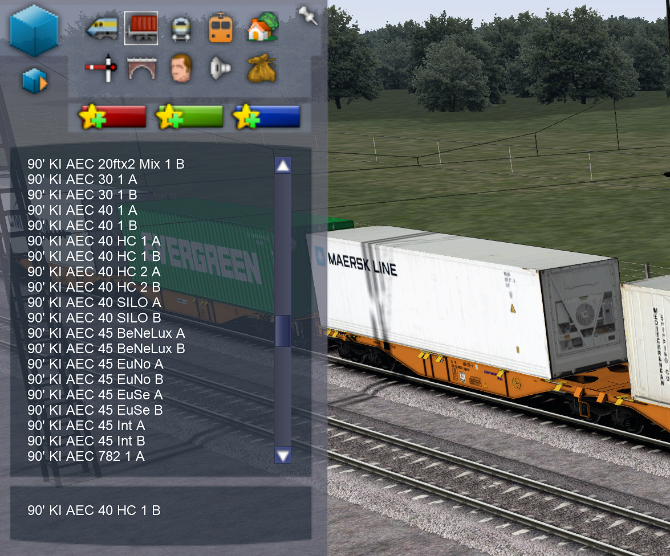 90' KI AEC 20ftx2 Mix 1 B
90' KI AEC 30 1 A
90' KI AEC 30 1 B
90' KI AEC 40 1 A
90' KI AEC 40 1 B
90' KI AEC 40 HC 1 A
90' KI AEC 40 HC 1 B
90' KI AEC 40 HC 2 A
90' KI AEC 40 HC 2 B
90' KI AEC 40 SILO A
90' KI AEC 40 SILO B
90' KI AEC 45 BeNeLux A
90' KI AEC 45 BeNeLux B
90' KI AEC 45 EuNo A
90' KI AEC 45 EuNo B
90' KI AEC 45 EuSe A
90' KI AEC 45 EuSe B
90' KI AEC 45 Int A
90' KI AEC 45 Int B
90' KI AEC 782 1 A
90' KI AEC 40 HC 1 B
EVERGREEN
MAERSK LINE
MEDITERRANEAN
SHIPPING CO